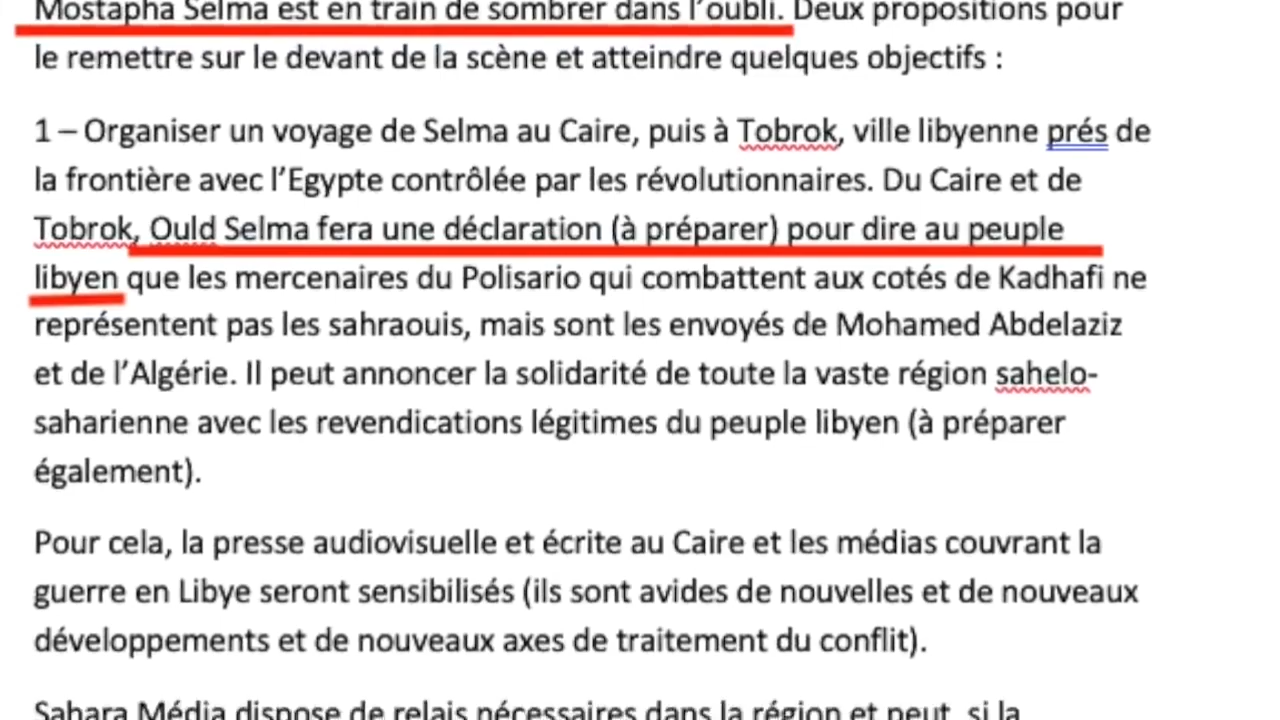 Mostapha Selma est en train de sombrer dans l'oubli. Deux propositions pour
le remettre sur le devant de la scène et atteindre quelques objectifs :
1 – Organiser un voyage de Selma au Caire, puis à Tobrok, ville libyenne prés de
la frontière avec l'Egypte contrôlée par les révolutionnaires. Du Caire et de
Tobrok, Ould Selma fera une déclaration (à préparer) pour dire au peuple
libyen que les mercenaires du Polisario qui combattent aux cotés de Kadhafi ne
représentent pas les sahraouis, mais sont les envoyés de Mohamed Abdelaziz
et de l'Algérie. Il peut annoncer la solidarité de toute la vaste région sahelo-
saharienne avec les revendications légitimes du peuple libyen (à préparer
également).
Pour cela, la presse audiovisuelle et écrite au Caire et les médias couvrant la
guerre en Libye seront sensibilisés (ils sont avides de nouvelles et de nouveaux
développements et de nouveaux axes de traitement du conflit).
Sahara Média dispose de relais nécessaires dans la région et peut, si la